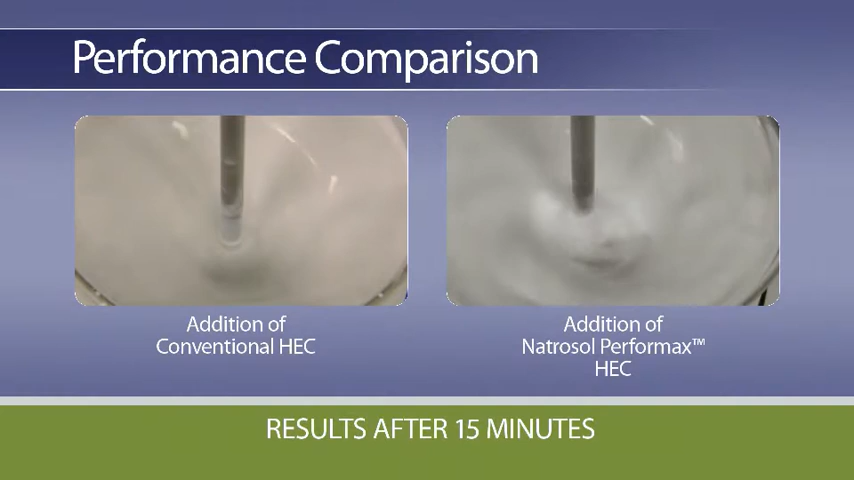 Performance Comparison
Addition of
Conventional HEC
Addition of
Natrosol Performax™
HEC
RESULTS AFTER 15 MINUTES